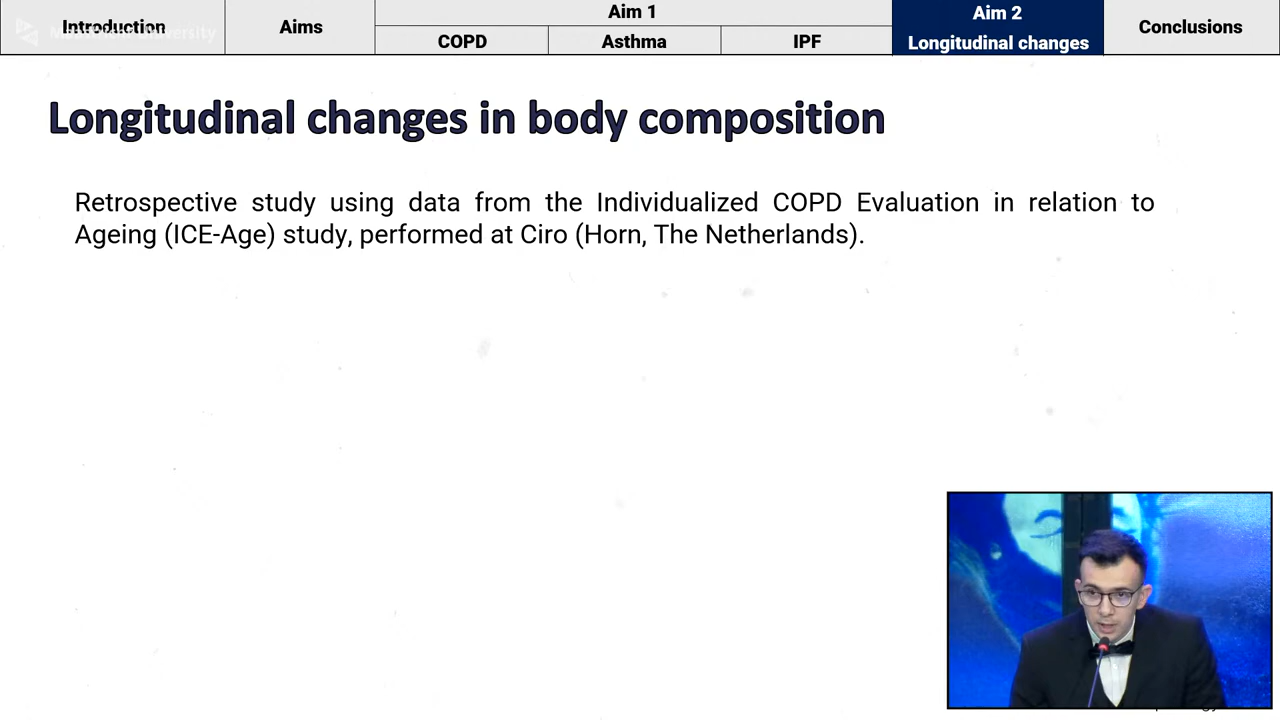 Introduction
Aims
Aim 1
COPD
Asthma
IPF
Aim 2
Longitudinal changes
Conclusions
Longitudinal changes in body composition
Retrospective study using data from the Individualized COPD Evaluation in relation to
Ageing (ICE-Age) study, performed at Ciro (Horn, The Netherlands).